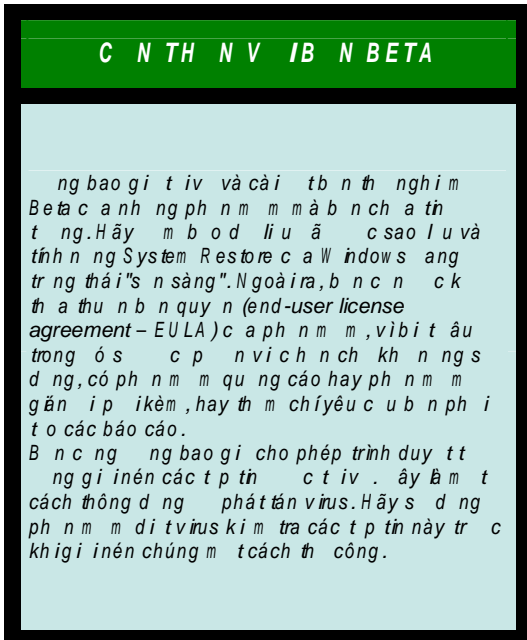 C N TH N V IB N BETA
ng bao gi t iv và cài t b n th nghi m
Beta c a nh ng ph n m m mà b n ch a tin
t ng. Hãy m b o d li u ã c sao l u và
tính n ng System Restore c a Windows ang
tr ng thái "s n sàng". Ngoài ra, b n c n c k
th a thu n b n quy n (end-user license
agreement – EULA) c a ph n m m, vì bi t âu
trong ó s c p n vi c h n ch kh n ng s
d ng, có ph n m m qu ng cáo hay ph n m m
gián i p i kèm, hay th m chí yêu c u b n ph i
t o các báo cáo.
B n c ng ng bao gi cho phép trình duy t t
ng gi i nén các t p tin c t i v . ây là m t
cách thông d ng phát tán virus. Hãy s d ng
ph n m m di t virus ki m tra các t p tin này tr c
khi gi i nén chúng m t cách th công.